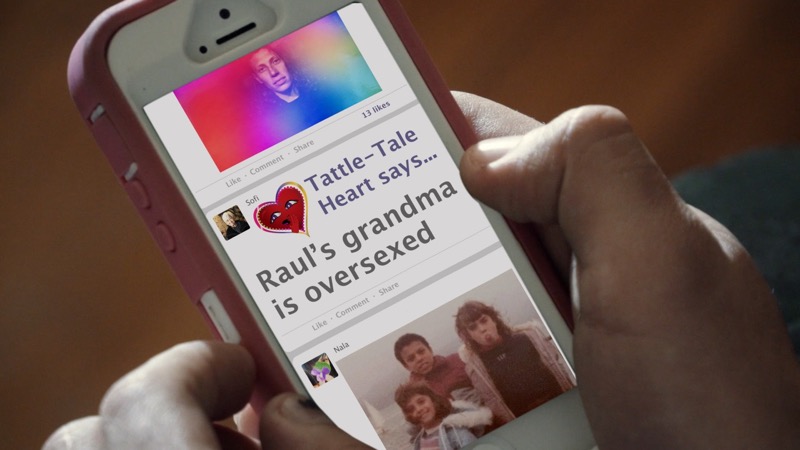 13 likes
Like · Comment · Share
Sofi
Tattle-Tale
Heart says...
Raul's grandma
is oversexed
Like · Comment · Share
Nala